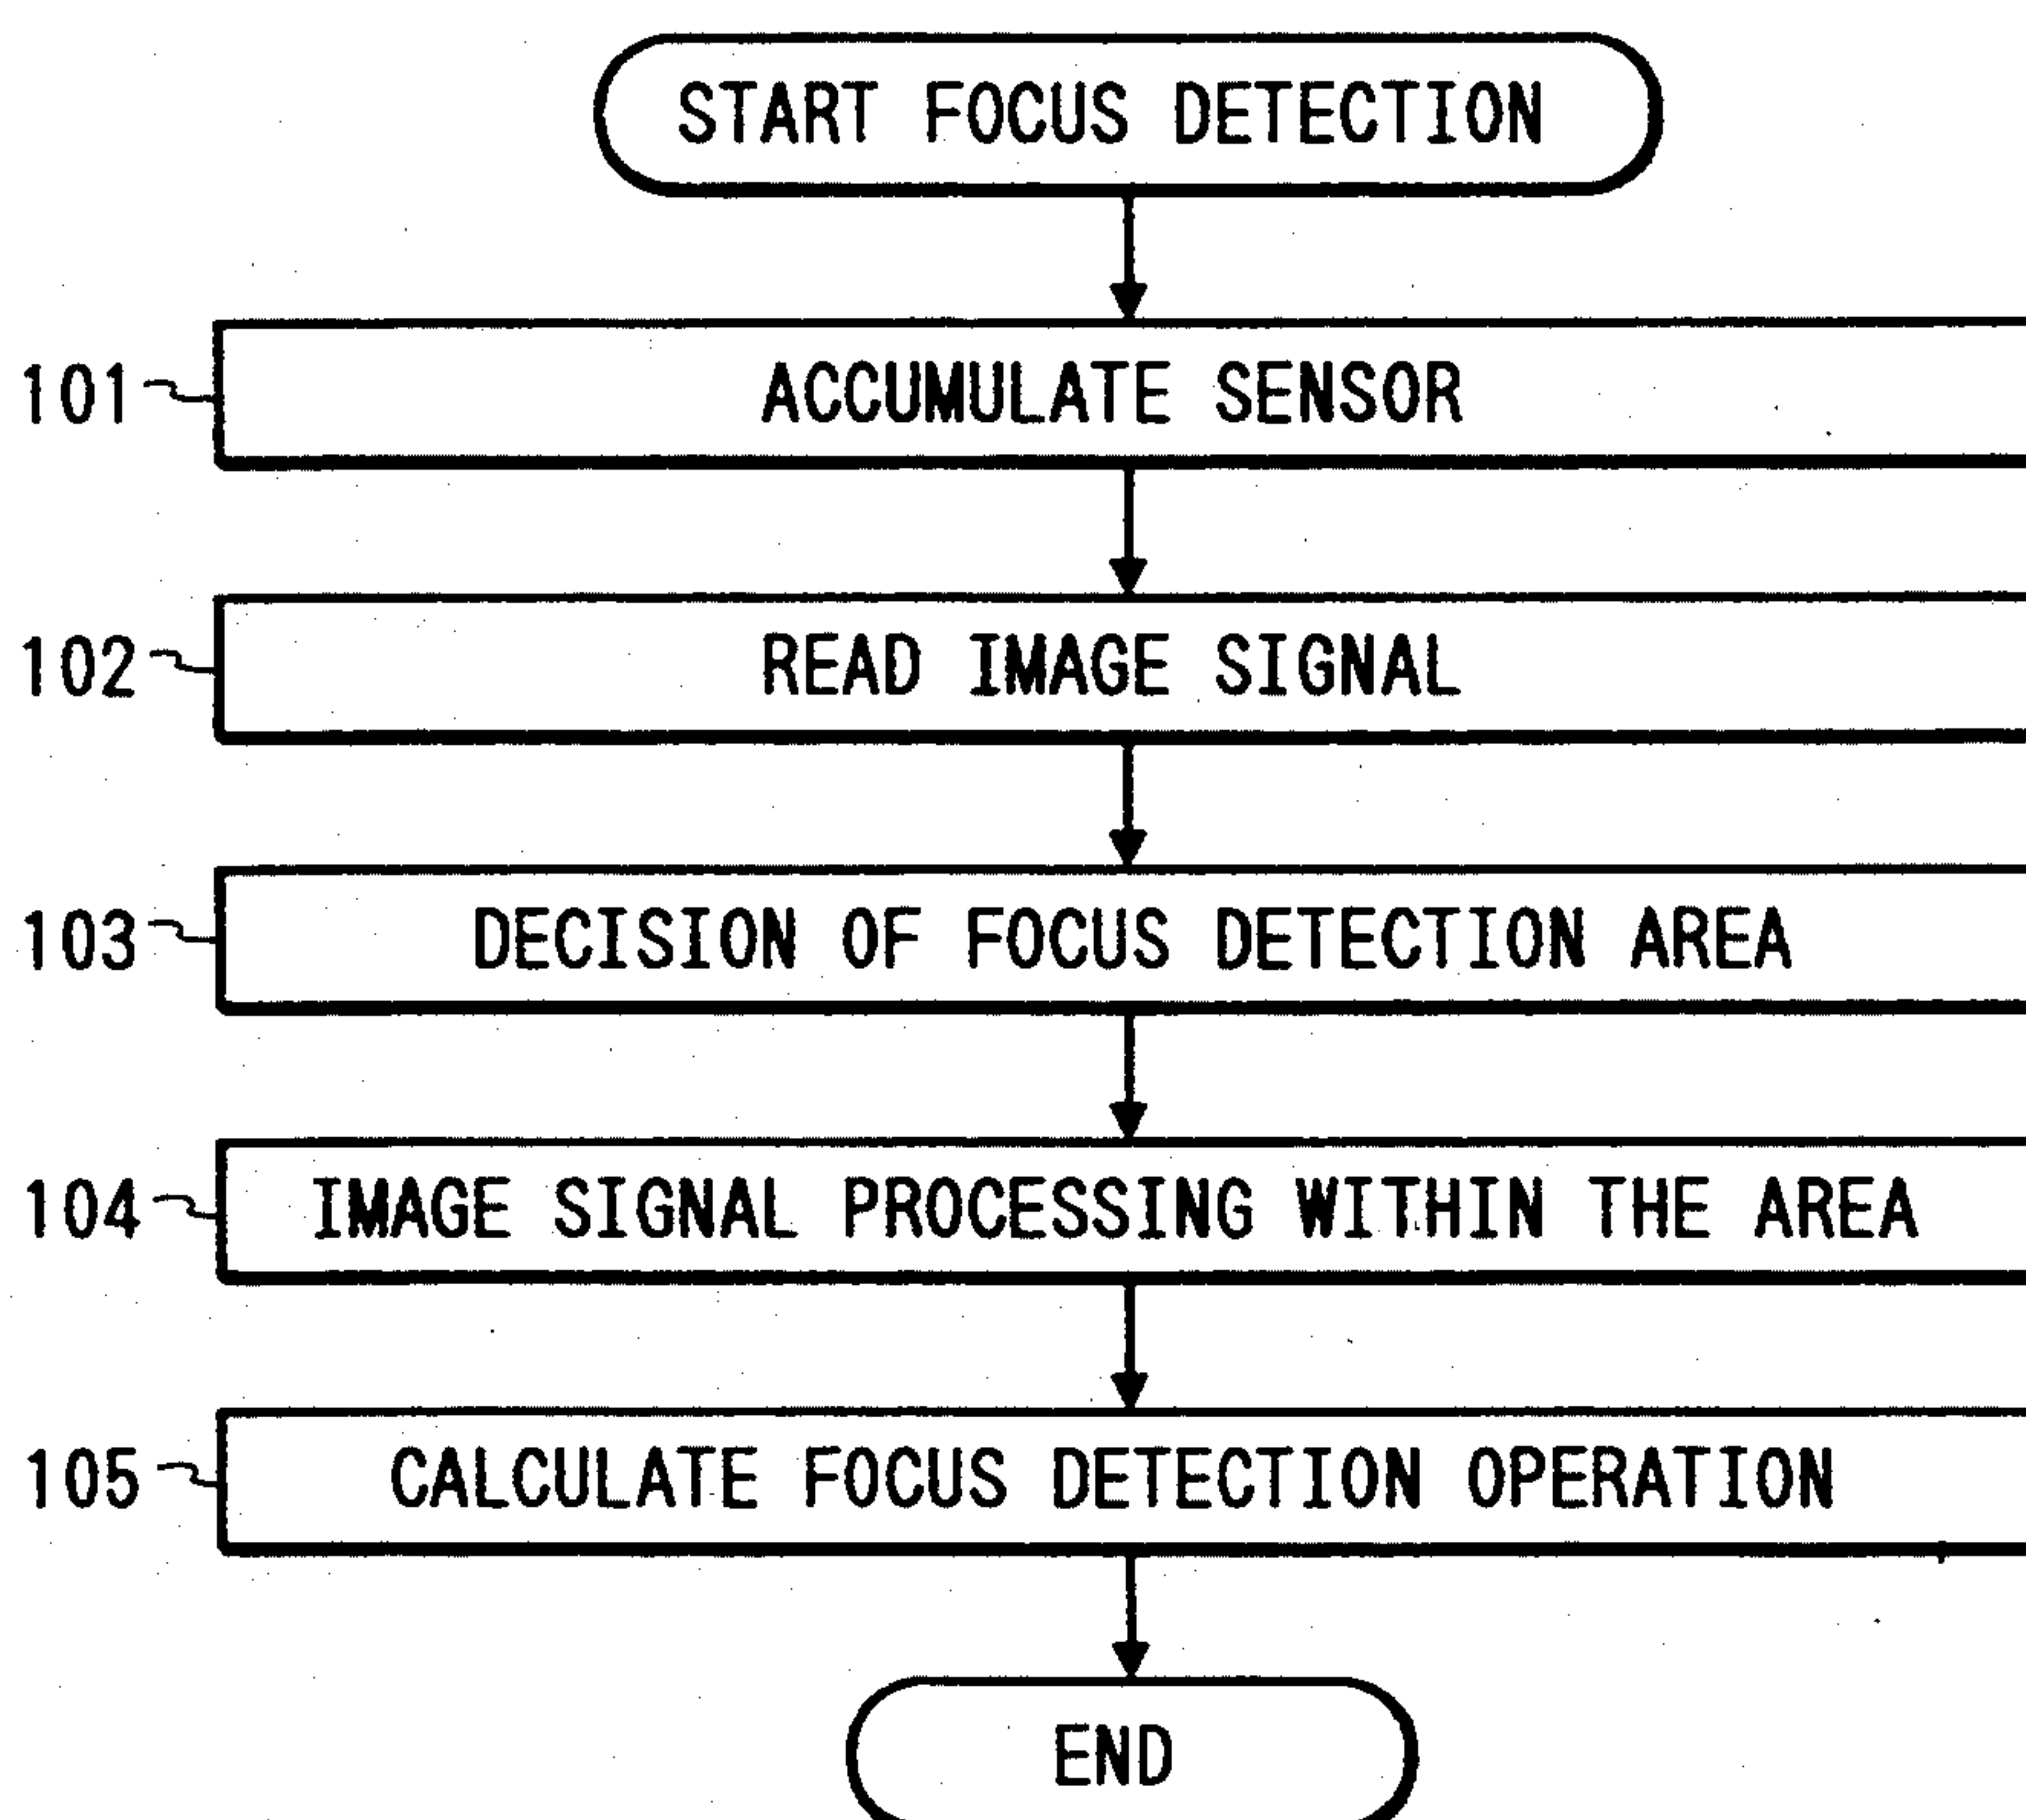 START FOCUS DETECTION
101 ACCUMULATE SENSOR
102 READ IMAGE SIGNAL
103 DECISION OF FOCUS DETECTION AREA
104 IMAGE SIGNAL PROCESSING WITHIN THE AREA
105 CALCULATE FOCUS DETECTION OPERATION
END